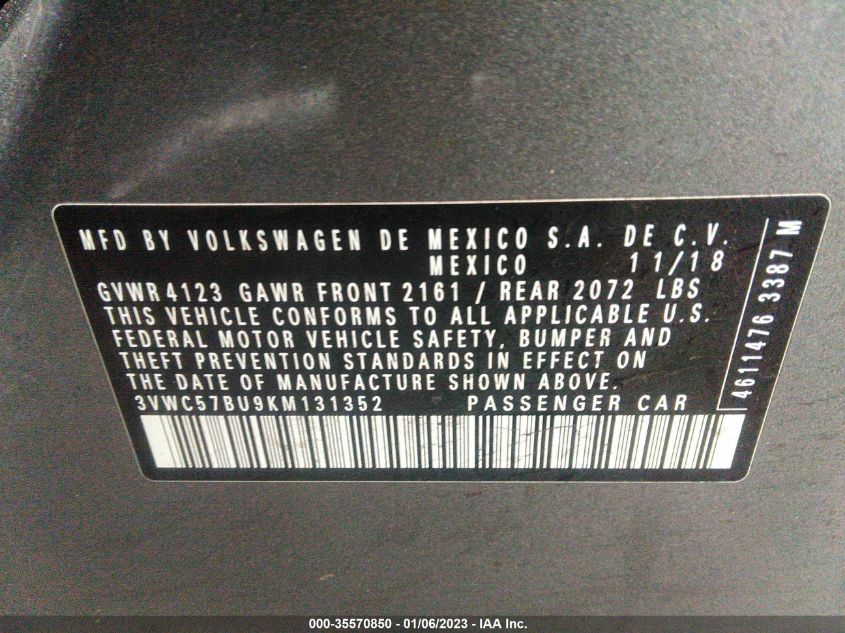 MFD BY VOLKSWAGEN DE MEXICO S.A. DE C.V.
MEXICO 11/18
GVWR 4123 GAWR FRONT 2161 / REAR 2072 LBS
THIS VEHICLE CONFORMS TO ALL APPLICABLE U.S.
FEDERAL MOTOR VEHICLE SAFETY, BUMPER AND
THEFT PREVENTION STANDARDS IN EFFECT ON
THE DATE OF MANUFACTURE SHOWN ABOVE.
3VWC57BU9KM131352 PASSENGER CAR
4611476 3387 M
000-35570850 - 01/06/2023 - IAA Inc.